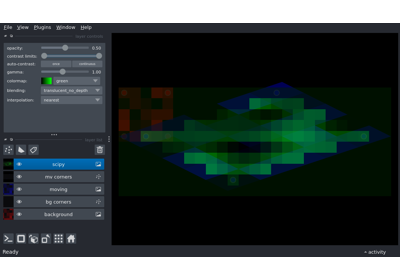 File View Plugins Window Help
opacity: 0.50
contrast limits:
auto-contrast: once continuous
gamma: 1.00
colormap: green
blending: translucent_no_depth
interpolation: nearest
scipy
mv corners
moving
bg corners
background
Ready
activity